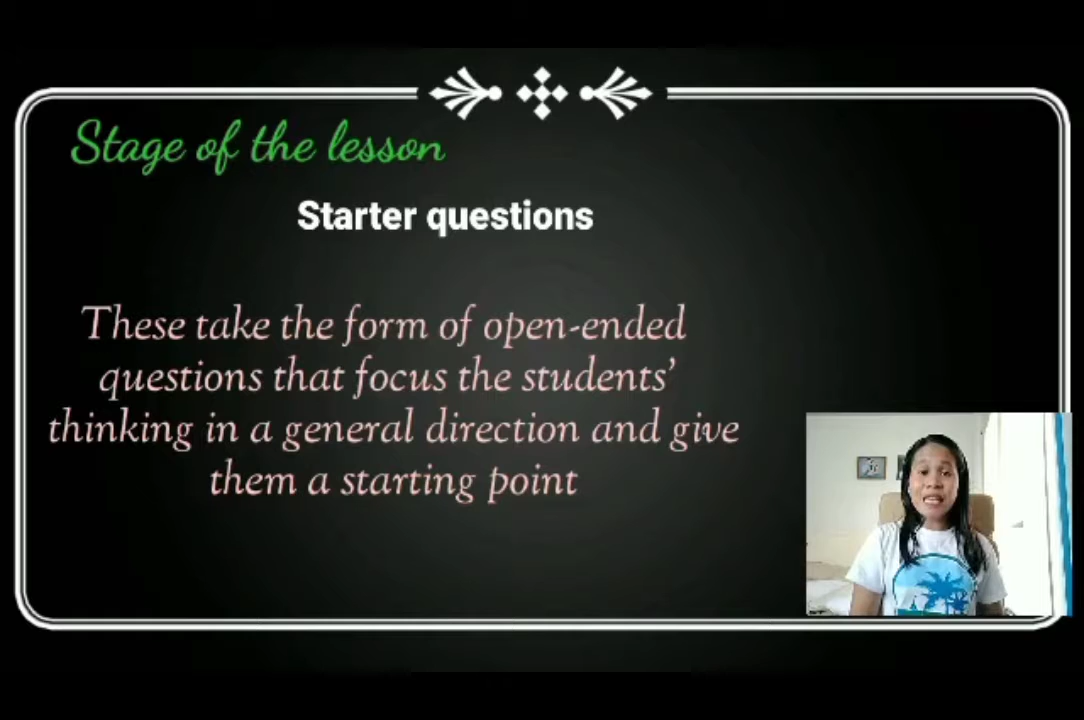 Stage of the lesson
Starter questions
These take the form of open-ended
questions that focus the students’
thinking in a general direction and give
them a starting point